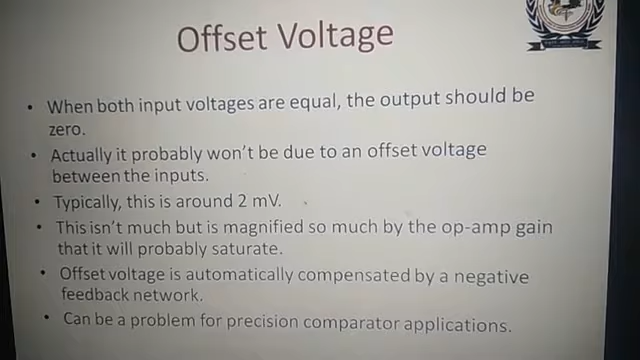 Offset Voltage
• When both input voltages are equal, the output should be
zero.
• Actually it probably won't be due to an offset voltage
between the inputs.
• Typically, this is around 2 mV.
• This isn't much but is magnified so much by the op-amp gain
that it will probably saturate.
• Offset voltage is automatically compensated by a negative
feedback network.
• Can be a problem for precision comparator applications.